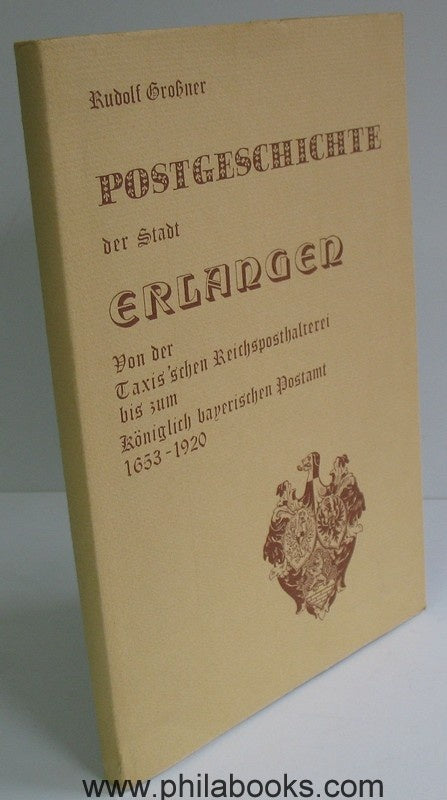 Rudolf Großner
POSTGESCHICHTE
der Stadt
ERLANGEN
Von der
Taxis'schen Reichsposthalterei
bis zum
Königlich bayerischen Postamt
1653-1920
www.philabooks.com